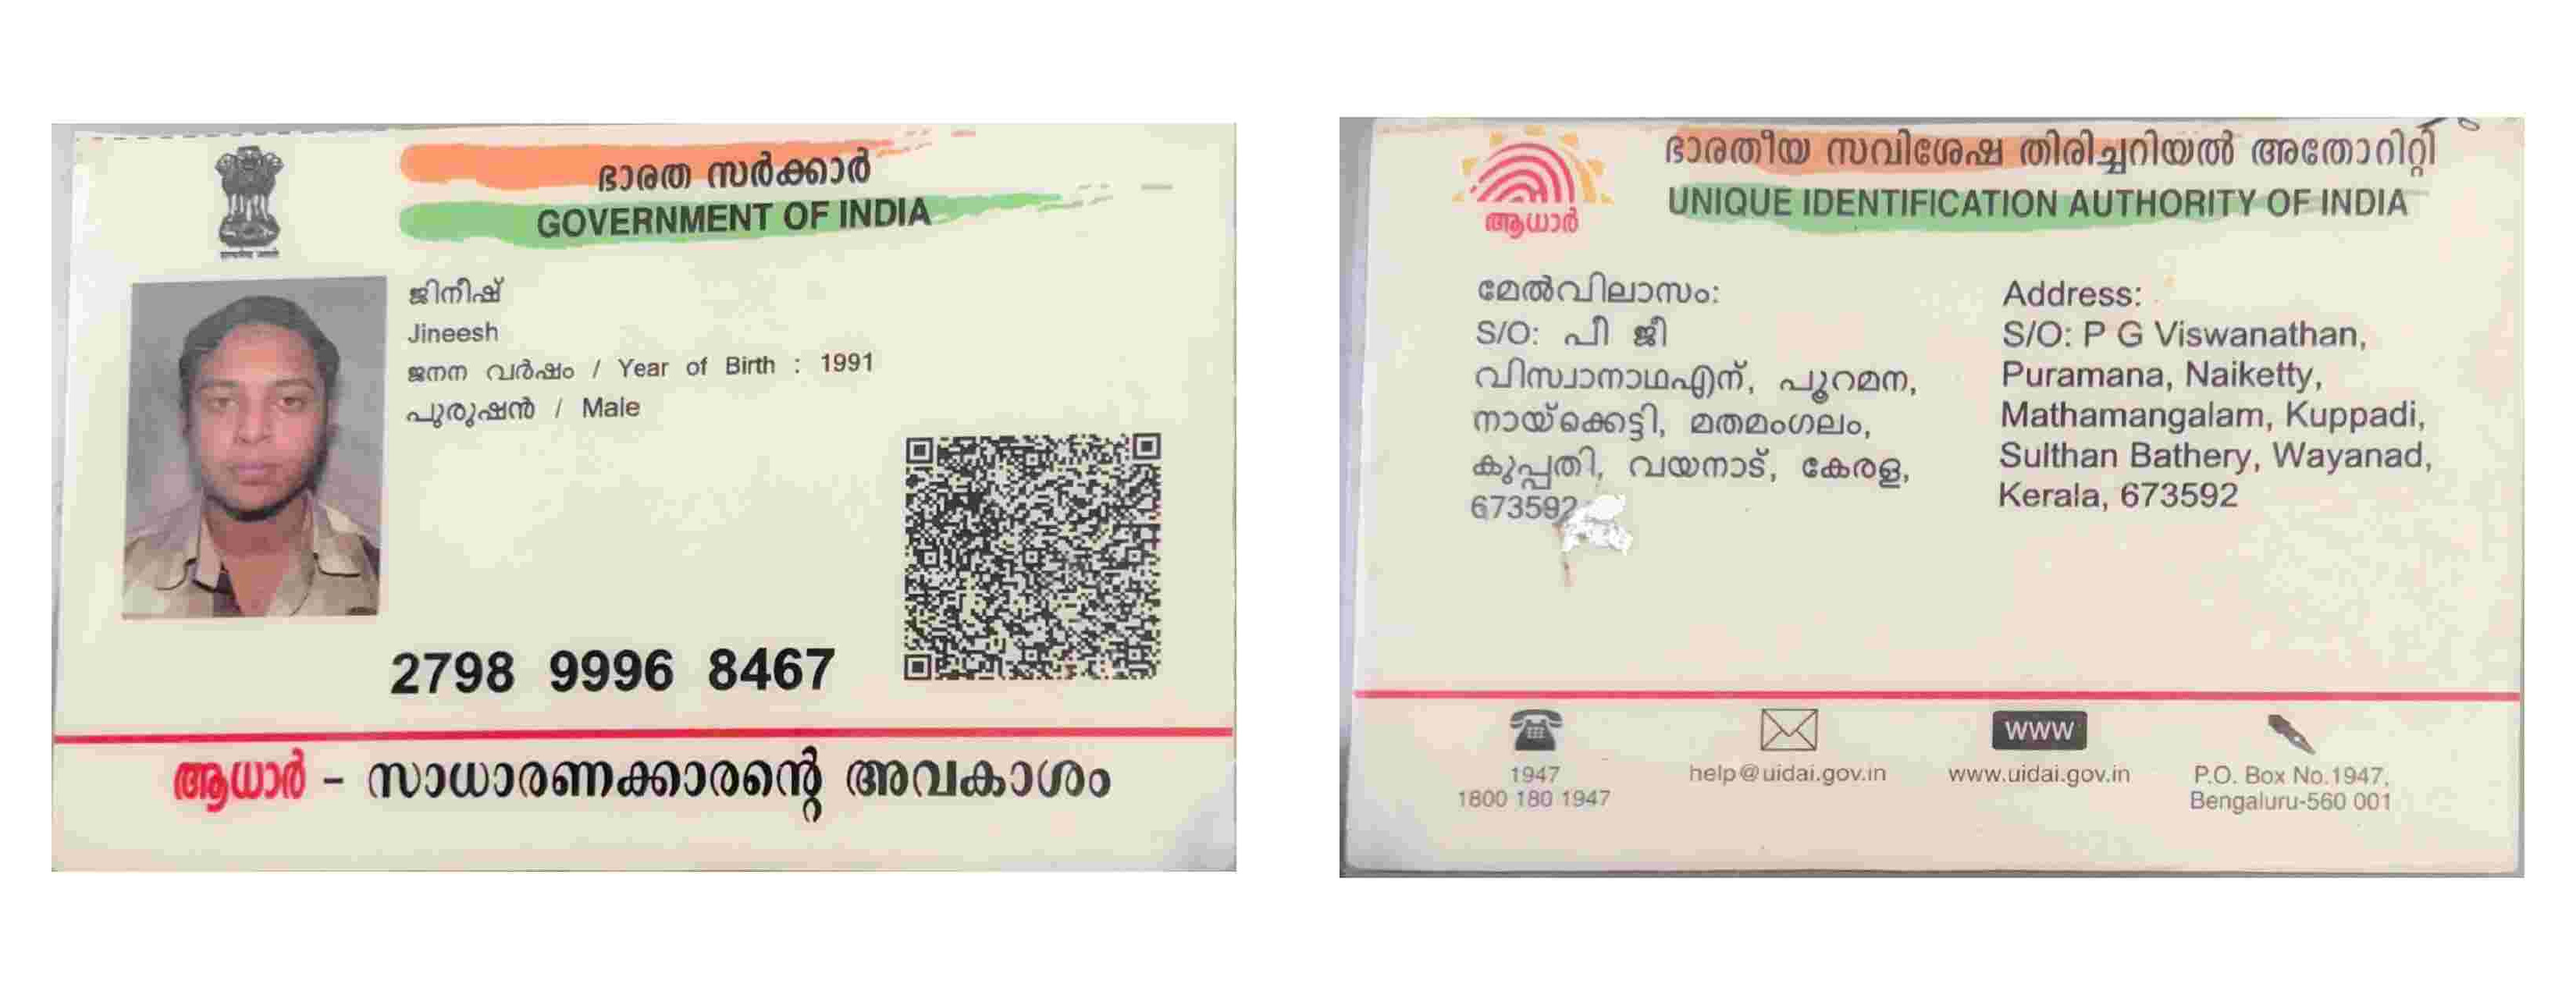 ഭാരത സർക്കാർ
GOVERNMENT OF INDIA
ജിനീഷ്
Jineesh
ജനന വർഷം / Year of Birth : 1991
പുരുഷൻ / Male
2798 9996 8467
ആധാർ – സാധാരണക്കാരന്റെ അവകാശം
ഭാരതീയ സവിശേഷ തിരിച്ചറിയൽ അതോറിറ്റി
UNIQUE IDENTIFICATION AUTHORITY OF INDIA
ആധാർ
മേൽവിലാസം:
S/O: പീ ജീ
വിസ്വാനാഥഎന്, പൂറമന,
നായ്ക്കെട്ടി, മതമംഗലം,
കുപ്പതി, വയനാട്, കേരള,
673592
Address:
S/O: P G Viswanathan,
Puramana, Naiketty,
Mathamangalam, Kuppadi,
Sulthan Bathery, Wayanad,
Kerala, 673592
1947
1800 180 1947
help@uidai.gov.in
www
www.uidai.gov.in
P.O. Box No.1947,
Bengaluru-560 001